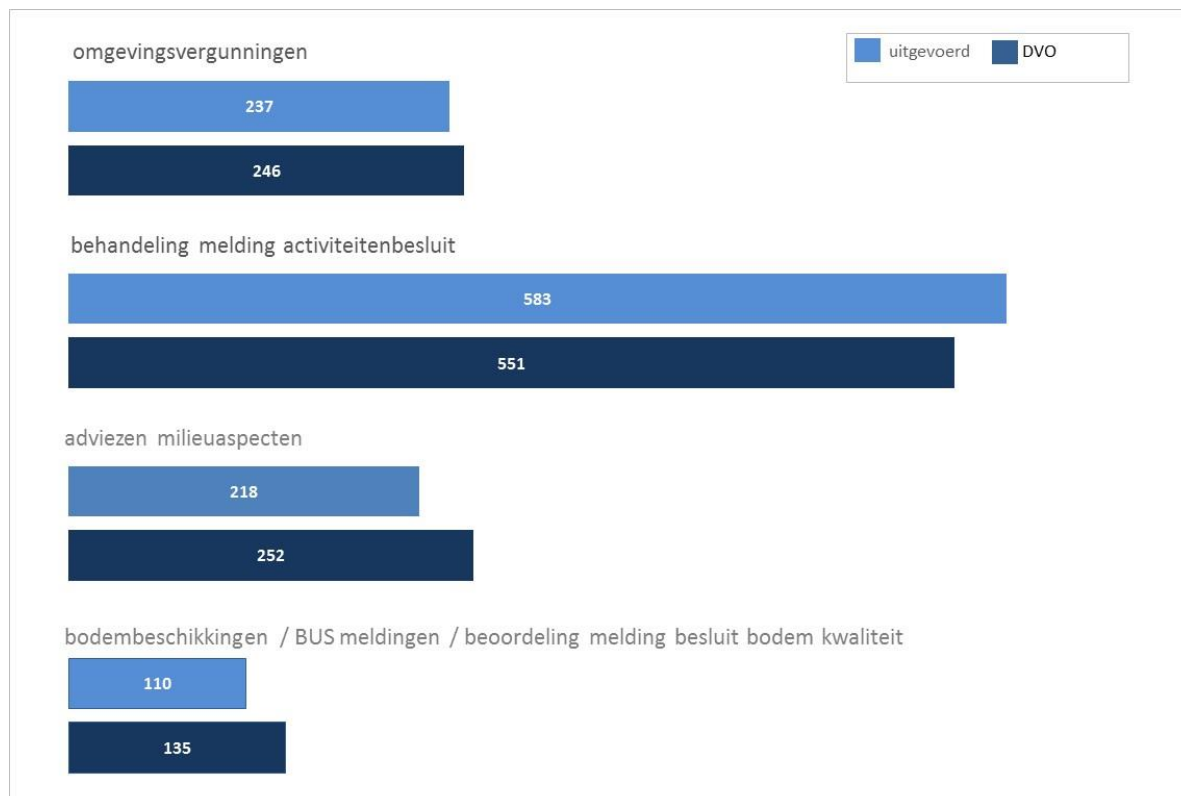 omgevingsvergunningen
uitgevoerd DVO
237
246
behandeling melding activiteitenbesluit
583
551
adviezen milieuaspecten
218
252
bodembeschikkingen / BUS meldingen / beoordeling melding besluit bodem kwaliteit
110
135